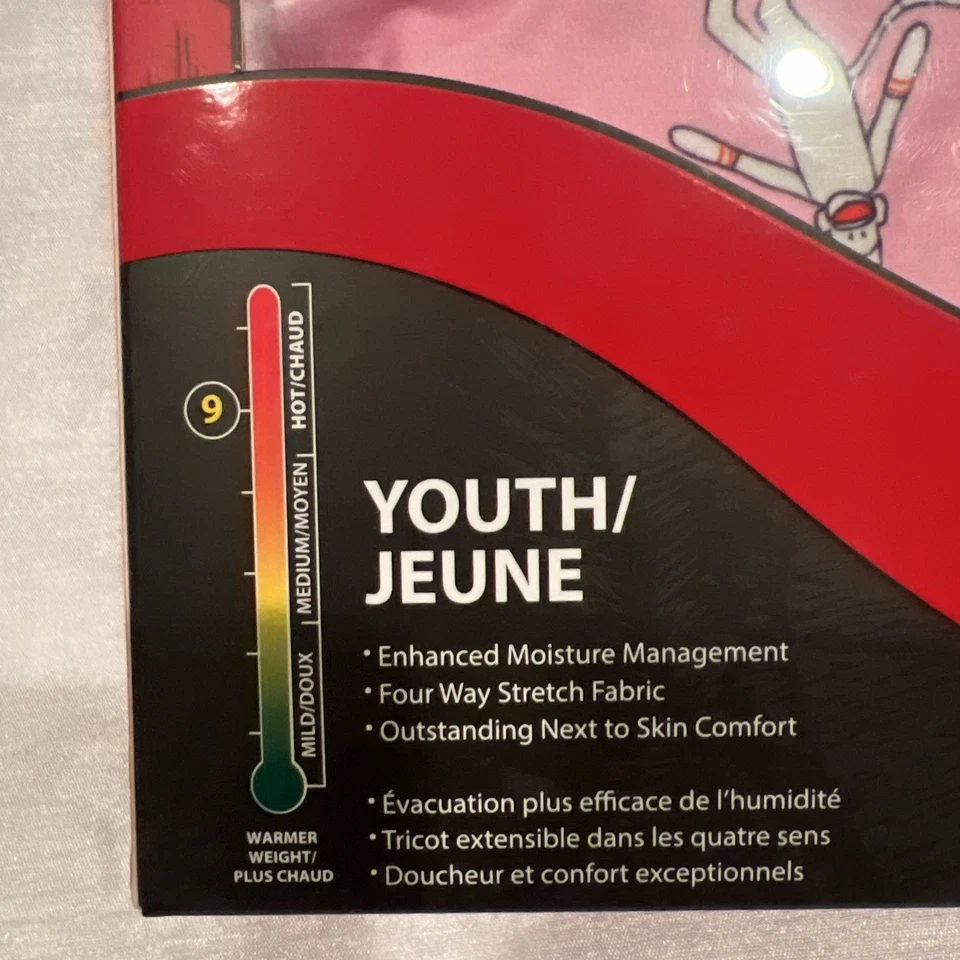 HOT/CHAUD
9
MEDIUM/MOYEN
MILD/DOUX
WARMER
WEIGHT/
PLUS CHAUD
YOUTH/
JEUNE
• Enhanced Moisture Management
• Four Way Stretch Fabric
• Outstanding Next to Skin Comfort
• Évacuation plus efficace de l'humidité
• Tricot extensible dans les quatre sens
• Doucheur et confort exceptionnels